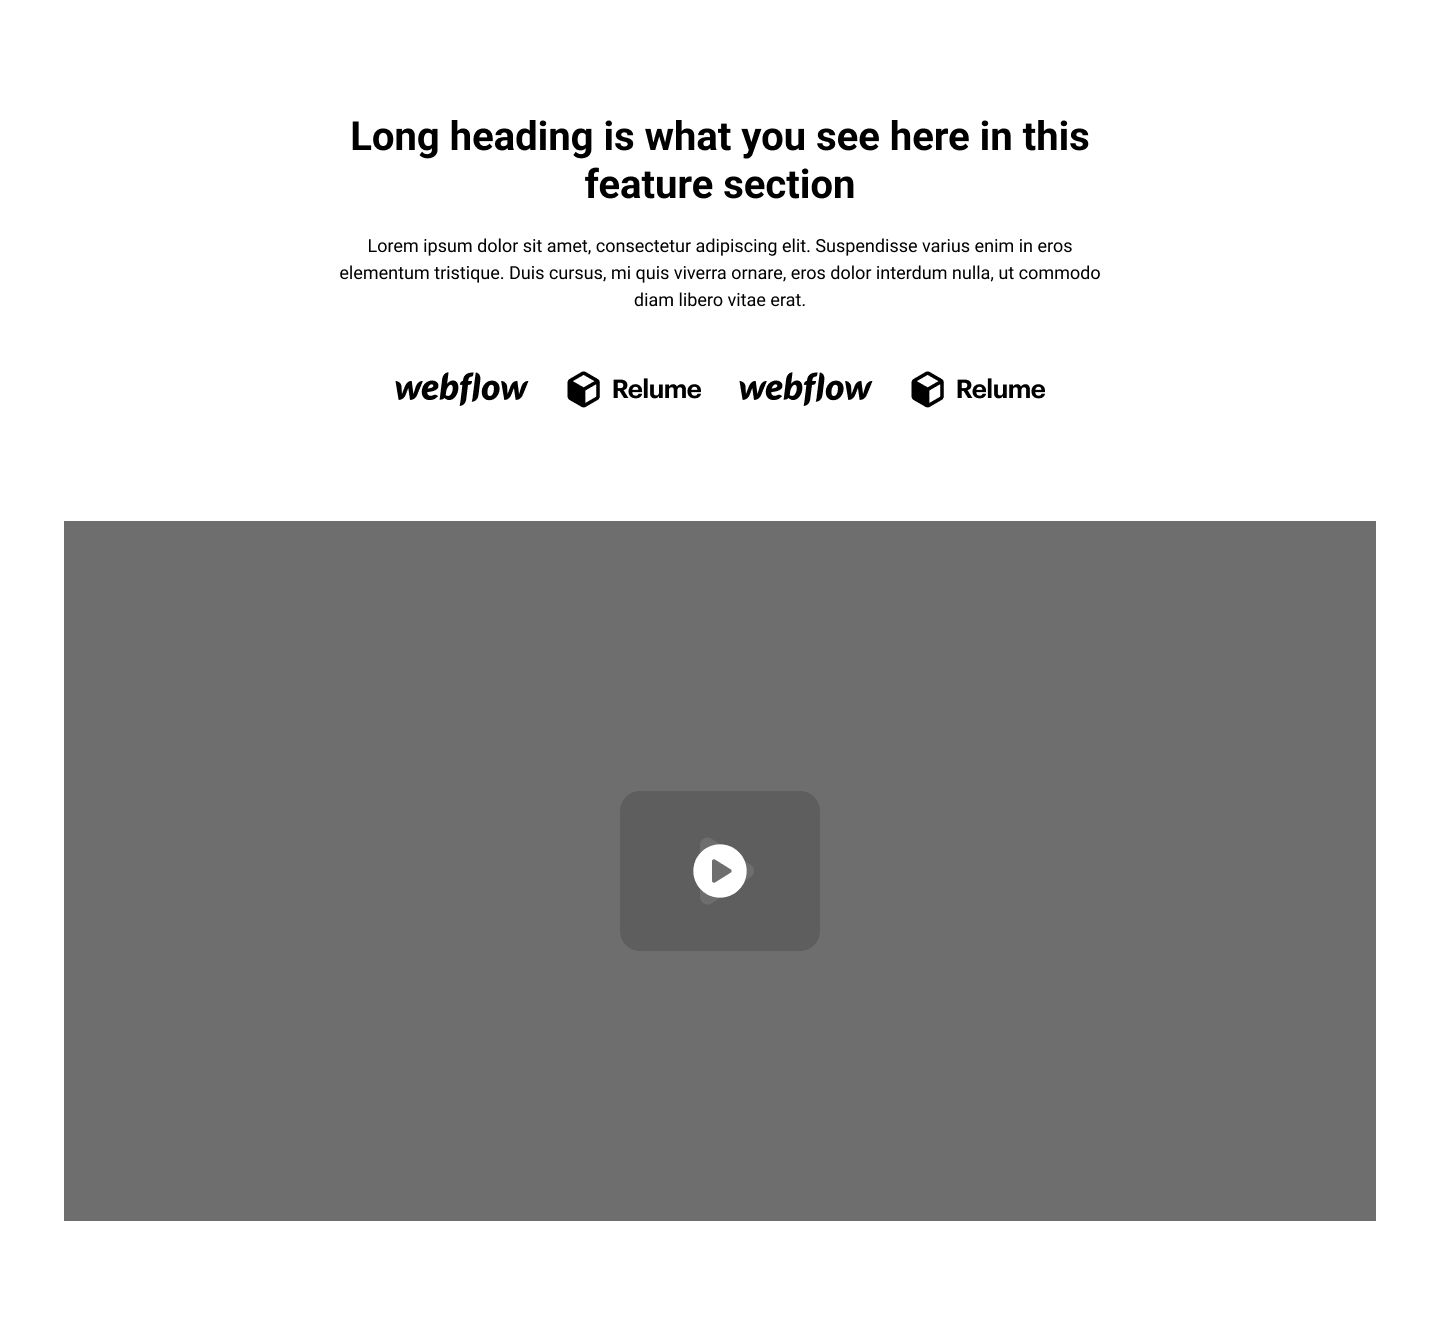 Long heading is what you see here in this
feature section
Lorem ipsum dolor sit amet, consectetur adipiscing elit. Suspendisse varius enim in eros
elementum tristique. Duis cursus, mi quis viverra ornare, eros dolor interdum nulla, ut commodo
diam libero vitae erat.
webflow Relume webflow Relume